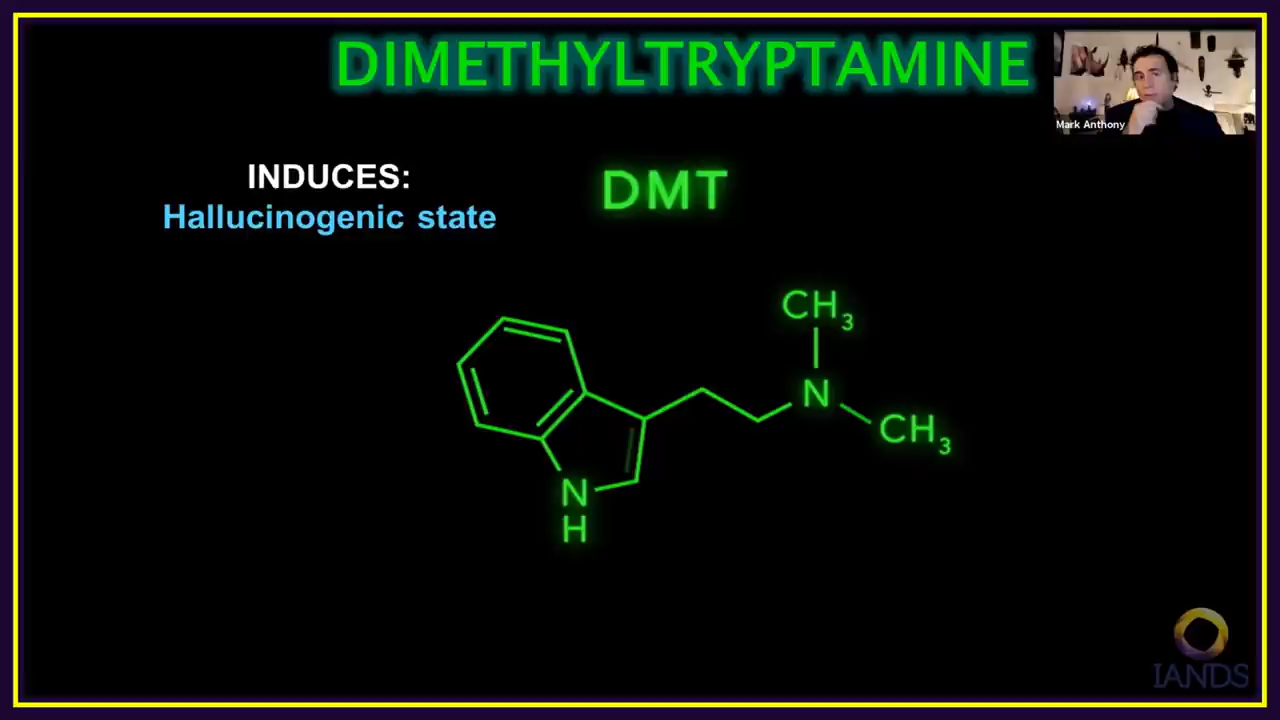 DIMETHYLTRYPTAMINE
Mark Anthony
INDUCES:
Hallucinogenic state
DMT
CH3
N
CH3
N
H
IANDS